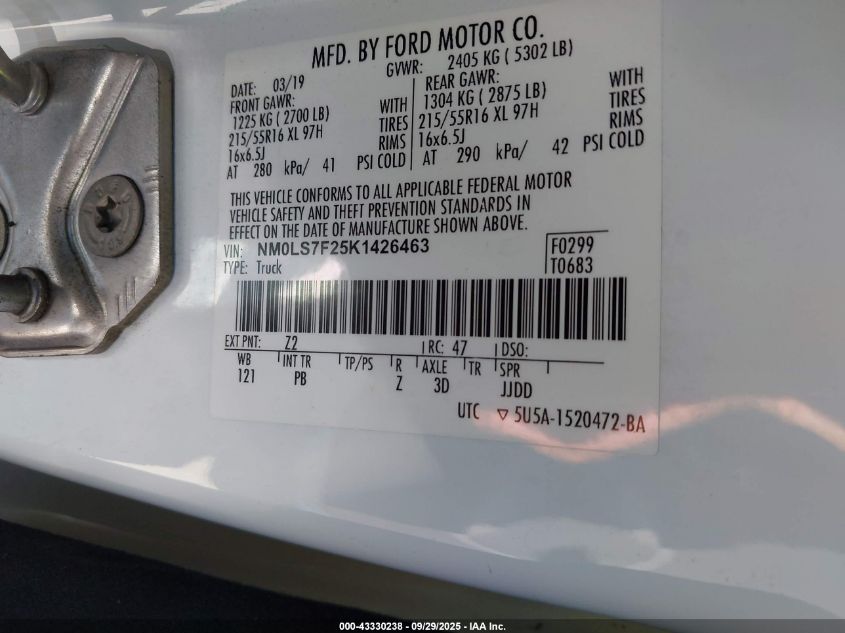 MFD. BY FORD MOTOR CO.
DATE: 03/19 GVWR: 2405 KG ( 5302 LB)
FRONT GAWR: REAR GAWR:
1225 KG ( 2700 LB) WITH 1304 KG ( 2875 LB) WITH
215/55R16 XL 97H TIRES 215/55R16 XL 97H TIRES
16x6.5J RIMS 16x6.5J RIMS
AT 280 kPa/ 41 PSI COLD AT 290 kPa/ 42 PSI COLD
THIS VEHICLE CONFORMS TO ALL APPLICABLE FEDERAL MOTOR
VEHICLE SAFETY AND THEFT PREVENTION STANDARDS IN
EFFECT ON THE DATE OF MANUFACTURE SHOWN ABOVE.
VIN: NM0LS7F25K1426463 F0299
TYPE: Truck T0683
EXT PNT: Z2 RC: 47 DSO:
WB INT TR TP/PS R AXLE TR SPR
121 PB Z 3D JJDD
UTC ▽ 5U5A-1520472-BA
000-43330238 - 09/29/2025 - IAA Inc.